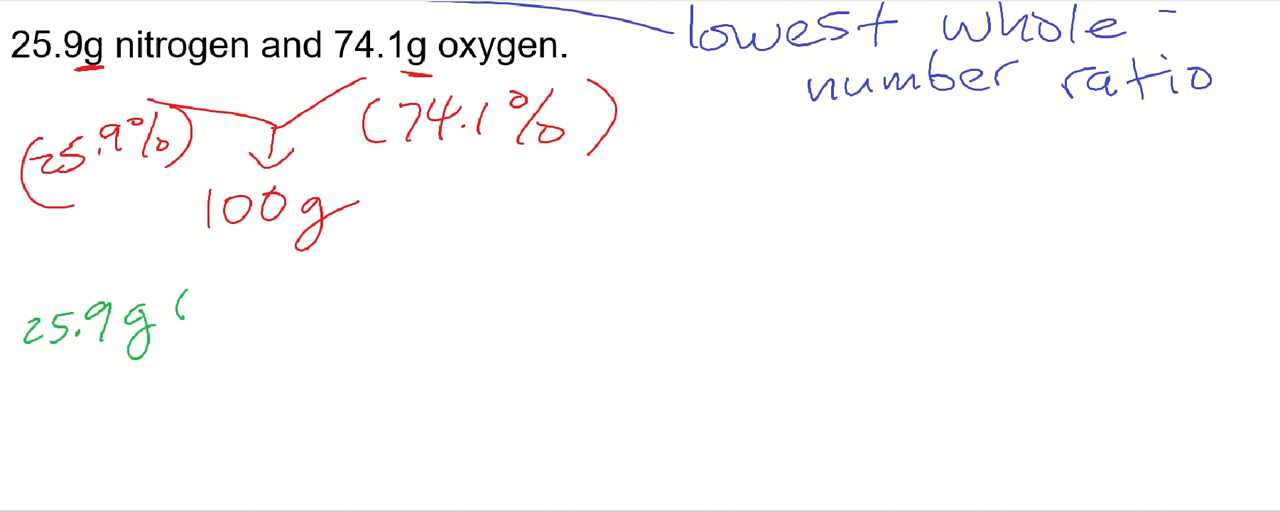 25.9g nitrogen and 74.1g oxygen.
lowest whole -
number ratio
(25.9%)
(74.1%)
100g
25.9g (